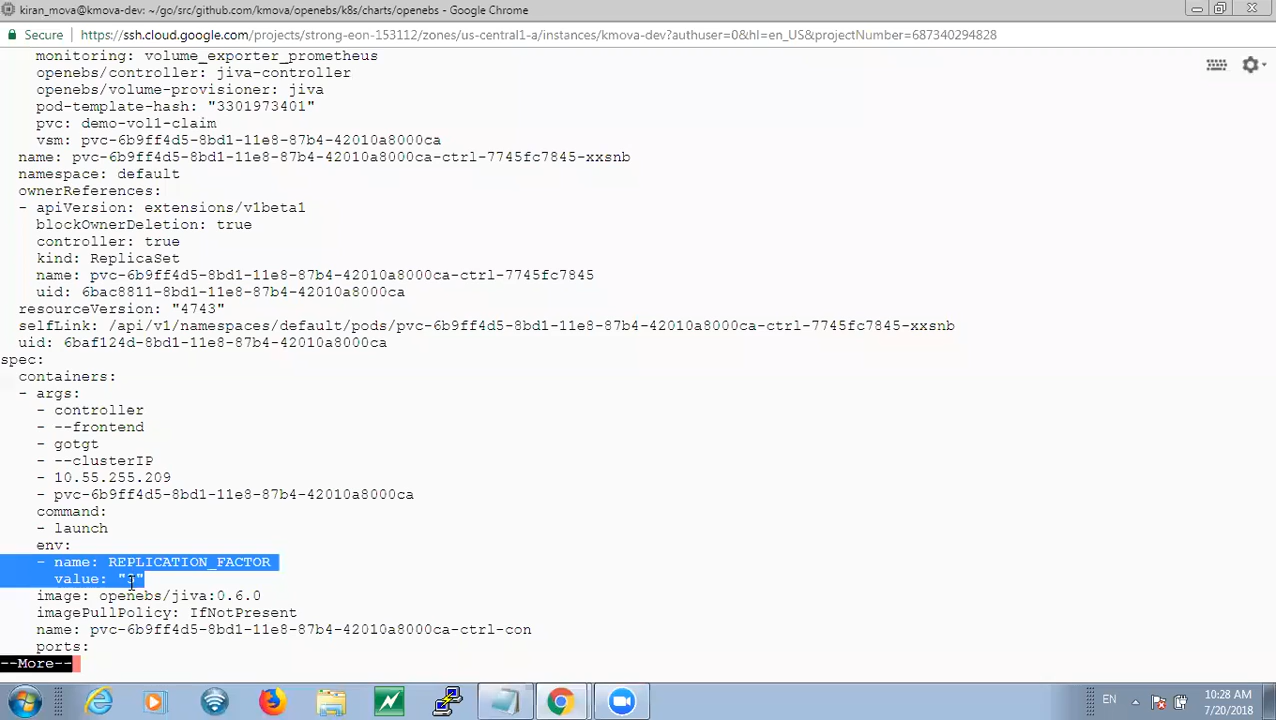 kiran_mova@kmova-dev: ~/go/src/github.com/kmova/openebs/k8s/charts/openebs - Google Chrome
Secure https://ssh.cloud.google.com/projects/strong-eon-153112/zones/us-central1-a/instances/kmova-dev?authuser=0&hl=en_US&projectNumber=687340294828
monitoring: volume_exporter_prometheus
openebs/controller: jiva-controller
openebs/volume-provisioner: jiva
pod-template-hash: "3301973401"
pvc: demo-vol1-claim
vsm: pvc-6b9ff4d5-8bd1-11e8-87b4-42010a8000ca
name: pvc-6b9ff4d5-8bd1-11e8-87b4-42010a8000ca-ctrl-7745fc7845-xxsnb
namespace: default
ownerReferences:
- apiVersion: extensions/v1beta1
blockOwnerDeletion: true
controller: true
kind: ReplicaSet
name: pvc-6b9ff4d5-8bd1-11e8-87b4-42010a8000ca-ctrl-7745fc7845
uid: 6bac8811-8bd1-11e8-87b4-42010a8000ca
resourceVersion: "4743"
selfLink: /api/v1/namespaces/default/pods/pvc-6b9ff4d5-8bd1-11e8-87b4-42010a8000ca-ctrl-7745fc7845-xxsnb
uid: 6baf124d-8bd1-11e8-87b4-42010a8000ca
spec:
containers:
- args:
- controller
- --frontend
- gotgt
- --clusterIP
- 10.55.255.209
- pvc-6b9ff4d5-8bd1-11e8-87b4-42010a8000ca
command:
- launch
env:
- name: REPLICATION_FACTOR
value:
image: openebs/jiva:0.6.0
imagePullPolicy: IfNotPresent
name: pvc-6b9ff4d5-8bd1-11e8-87b4-42010a8000ca-ctrl-con
ports:
--More--
EN
10:28 AM
7/20/2018